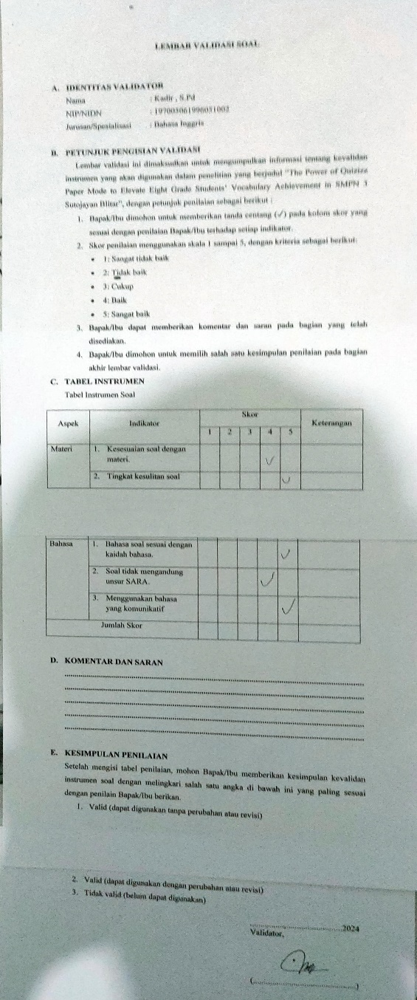 LEMBAR VALIDASI SOAL
A. IDENTITAS VALIDATOR
Nama : Kadir , S.Pd
NIP/NIDN :
Jurusan/Spesialisasi : Bahasa Inggris
B. PETUNJUK PENGISIAN VALIDASI
Lembar validasi ini dimaksudkan untuk mengumpulkan informasi tentang kevalidan
instrumen yang akan digunakan dalam penelitian yang berjudul "The Power of Quizizz
Paper Mode to Elevate Eight Grade Students' Vocabulary Achievement in SMPN 3
Sutojayan Blitar", dengan petunjuk penilaian sebagai berikut :
1. Bapak/Ibu dimohon untuk memberikan tanda centang (✓) pada kolom skor yang
sesuai dengan penilaian Bapak/Ibu terhadap setiap indikator.
2. Skor penilaian menggunakan skala 1 sampai 5, dengan kriteria sebagai berikut:
• 1: Sangat tidak baik
• 2: Tidak baik
• 3: Cukup
• 4: Baik
• 5: Sangat baik
3. Bapak/Ibu dapat memberikan komentar dan saran pada bagian yang telah
disediakan.
4. Bapak/Ibu dimohon untuk memilih salah satu kesimpulan penilaian pada bagian
akhir lembar validasi.
C. TABEL INSTRUMEN
Tabel Instrumen Soal
Aspek Indikator Skor Keterangan
1 2 3 4 5
Materi 1. Kesesuaian soal dengan
materi. ✓
2. Tingkat kesulitan soal ✓
Bahasa 1. Bahasa soal sesuai dengan
kaidah bahasa. ✓
2. Soal tidak mengandung
unsur SARA. ✓
3. Menggunakan bahasa
yang komunikatif ✓
Jumlah Skor
D. KOMENTAR DAN SARAN
E. KESIMPULAN PENILAIAN
Setelah mengisi tabel penilaian, mohon Bapak/Ibu memberikan kesimpulan kevalidan
instrumen soal dengan melingkari salah satu angka di bawah ini yang paling sesuai
dengan penilain Bapak/Ibu berikan.
1. Valid (dapat digunakan tanpa perubahan atau revisi)
2. Valid (dapat digunakan dengan perubahan atau revisi)
3. Tidak valid (belum dapat digunakan)
2024
Validator,